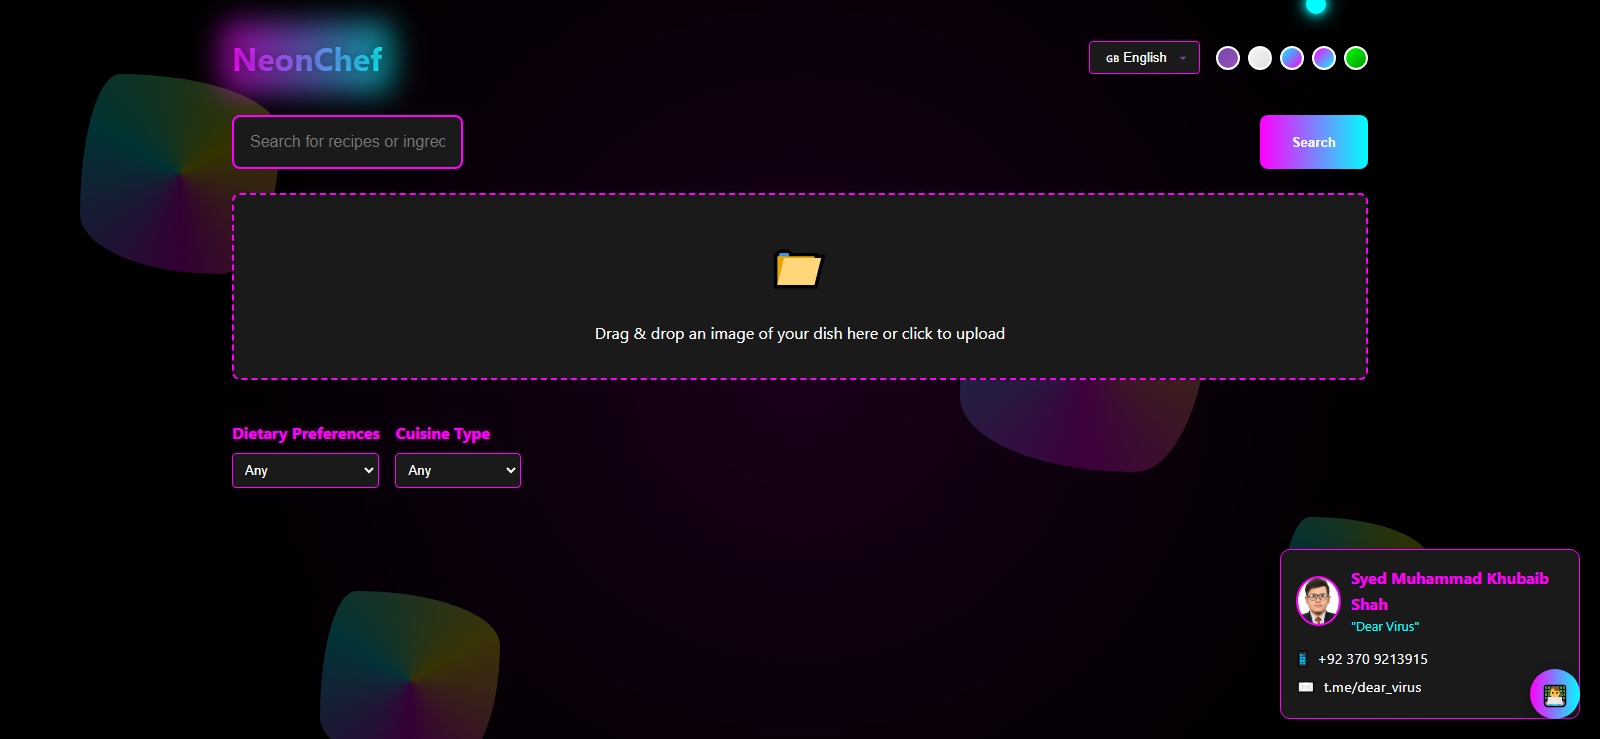 NeonChef
GB English
Search for recipes or ingrec
Search
Drag & drop an image of your dish here or click to upload
Dietary Preferences
Cuisine Type
Any
Any
Syed Muhammad Khubaib
Shah
"Dear Virus"
+92 370 9213915
t.me/dear_virus